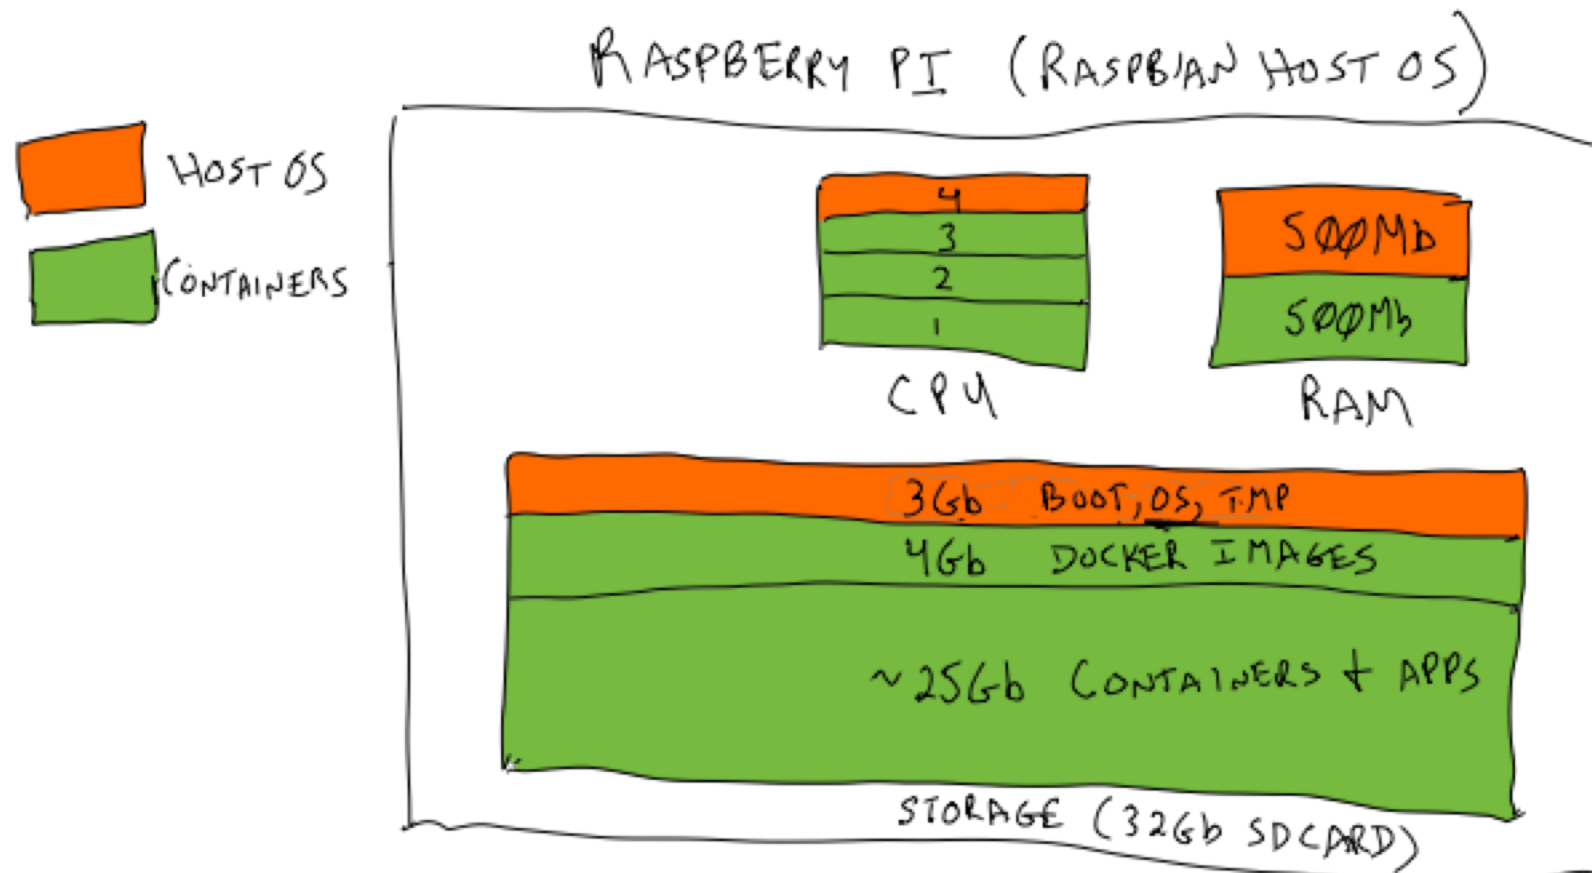 RASPBERRY PI (RASPBIAN HOST OS)
HOST OS
CONTAINERS
4
3
2
1
CPU
500Mb
500Mb
RAM
3Gb BOOT, OS, TMP
4Gb DOCKER IMAGES
~25Gb CONTAINERS + APPS
STORAGE (32Gb SDCARD)